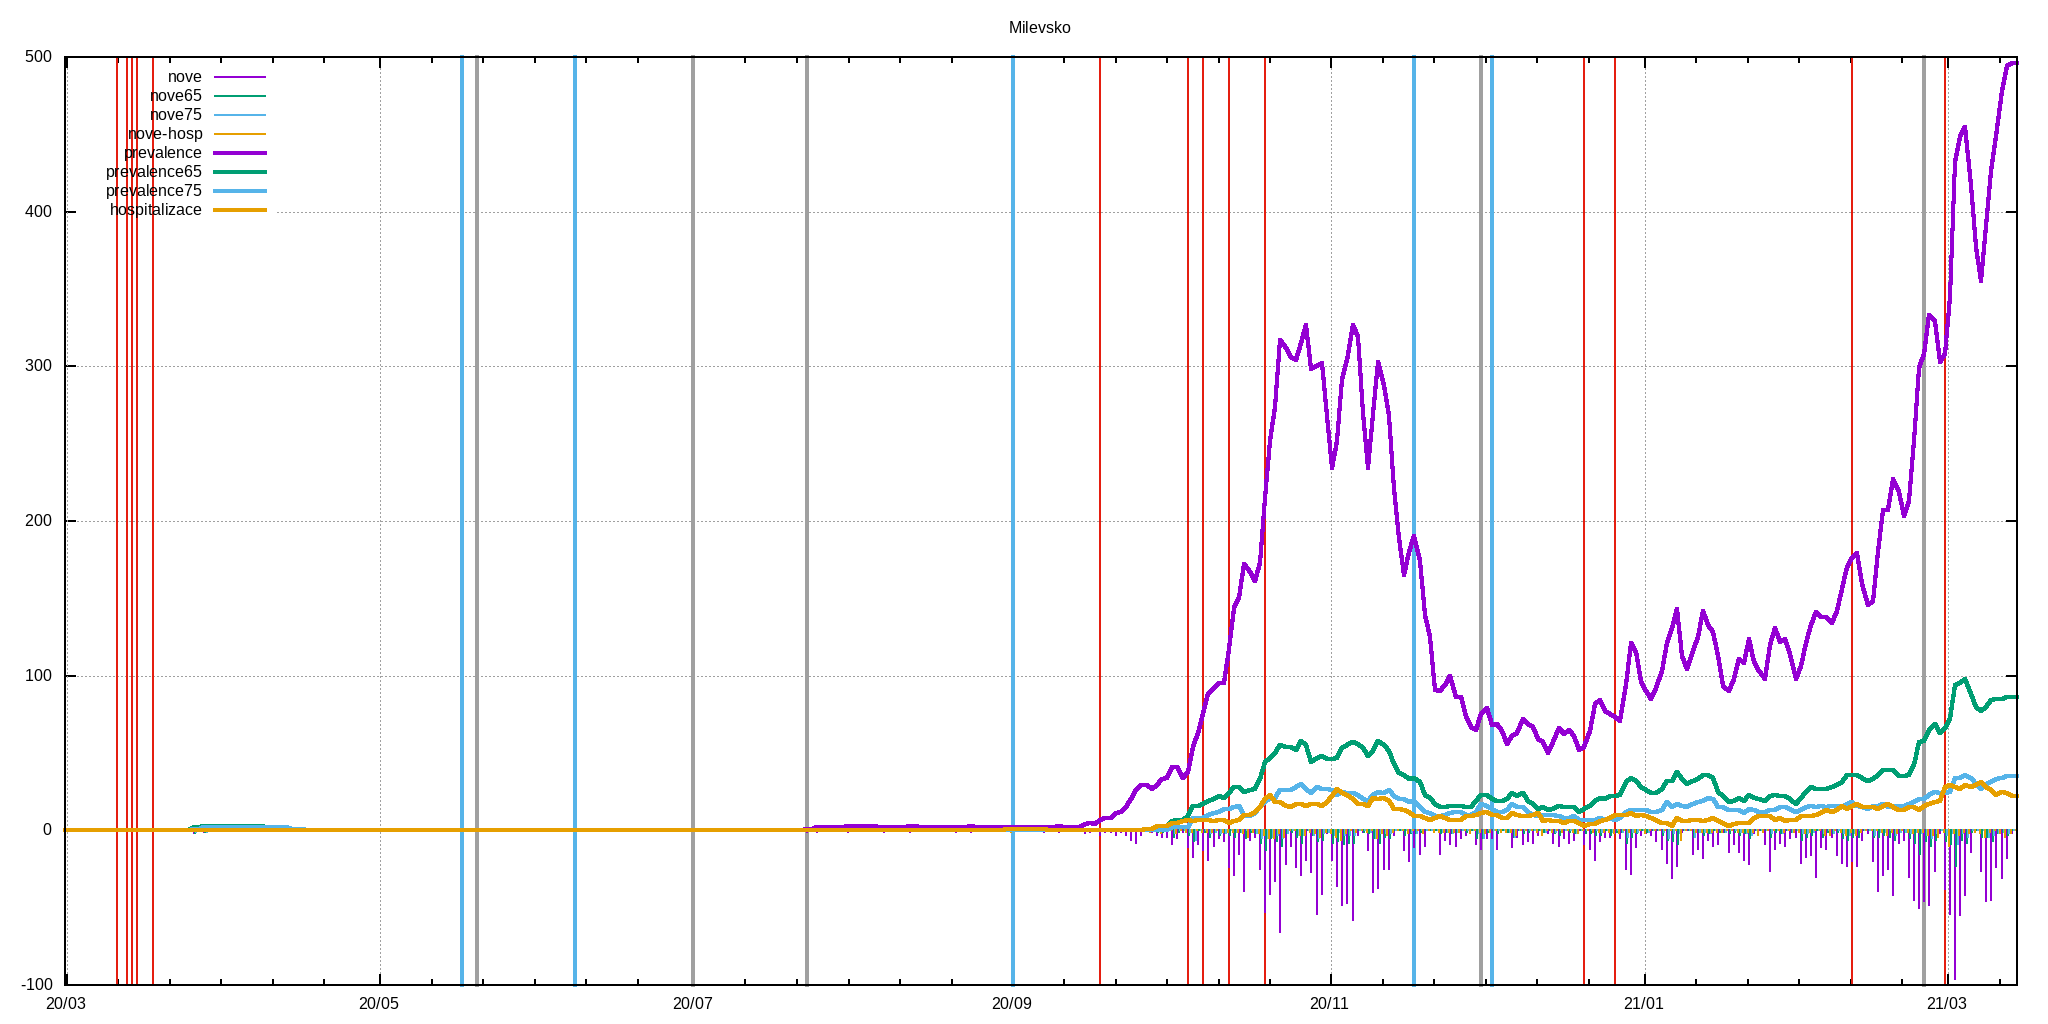 Milevsko
500
nove
nove65
nove75
nove-hosp
prevalence
prevalence65
prevalence75
hospitalizace
400
300
200
100
0
-100
20/03 20/05 20/07 20/09 20/11 21/01 21/03